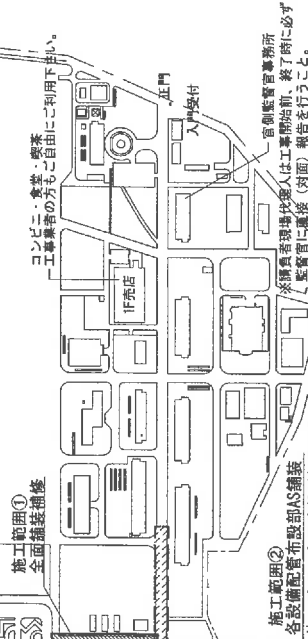 コンビニ・食堂・喫茶
工事業者の方もご自由にご利用下さい。
正門
入門受付
官側監督官事務所
※請負者現場代理人は工事開始前、終了時に必ず
監督官に直接（対面）報告を行うこと。
1F売店
施工範囲①
全面舗装補修
施工範囲②
各設備配管布設部AS舗装